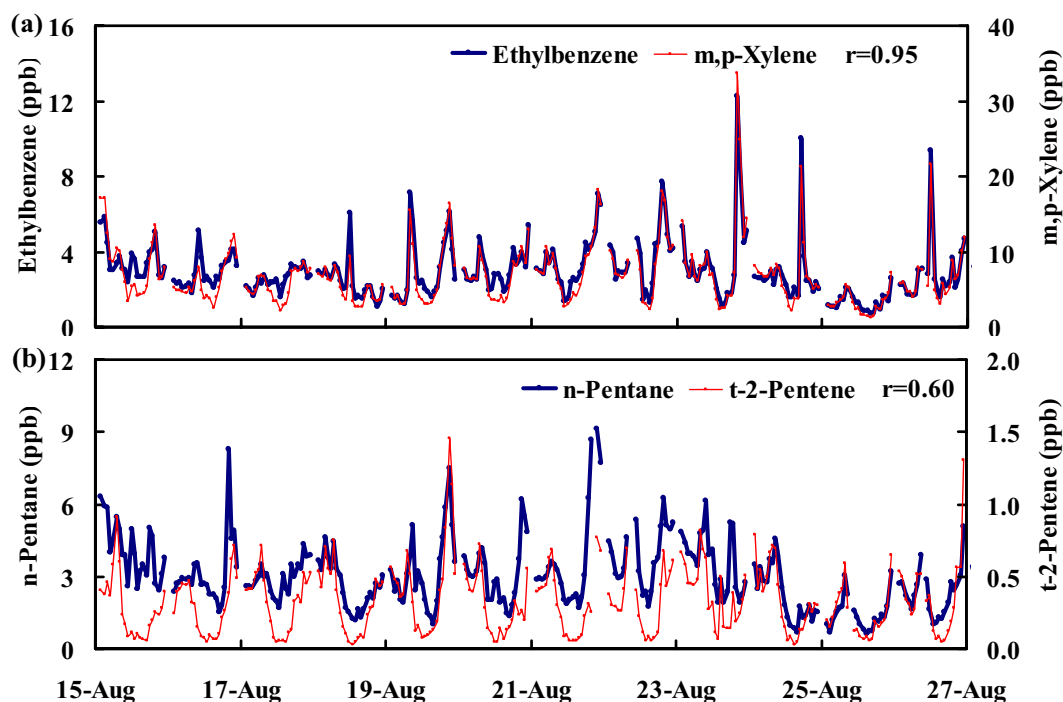 (a)
Ethylbenzene m,p-Xylene r=0.95
Ethylbenzene (ppb)
16
12
8
4
0
m,p-Xylene (ppb)
40
30
20
10
0
(b)
n-Pentane t-2-Pentene r=0.60
n-Pentane (ppb)
12
9
6
3
0
t-2-Pentene (ppb)
2.0
1.5
1.0
0.5
0.0
15-Aug 17-Aug 19-Aug 21-Aug 23-Aug 25-Aug 27-Aug